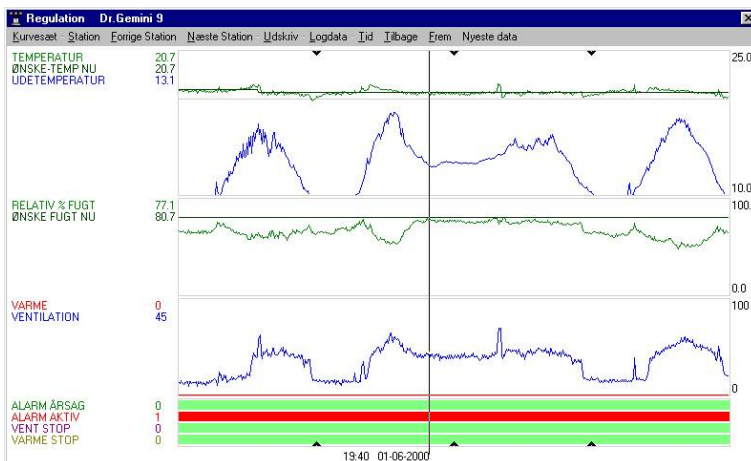 Regulation Dr.Gemini 9
Kurvesæt Station Forrige Station Næste Station Udskriv Logdata Tid Tilbage Frem Nyeste data
TEMPERATUR 20.7
ØNSKE-TEMP NU 20.7
UDETEMPERATUR 13.1
25.0
10.0
RELATIV % FUGT 77.1
ØNSKE FUGT NU 80.7
100.
0.0
VARME 0
VENTILATION 45
100
0
ALARM ÅRSAG 0
ALARM AKTIV 1
VENT STOP 0
VARME STOP 0
19:40 01-06-2000